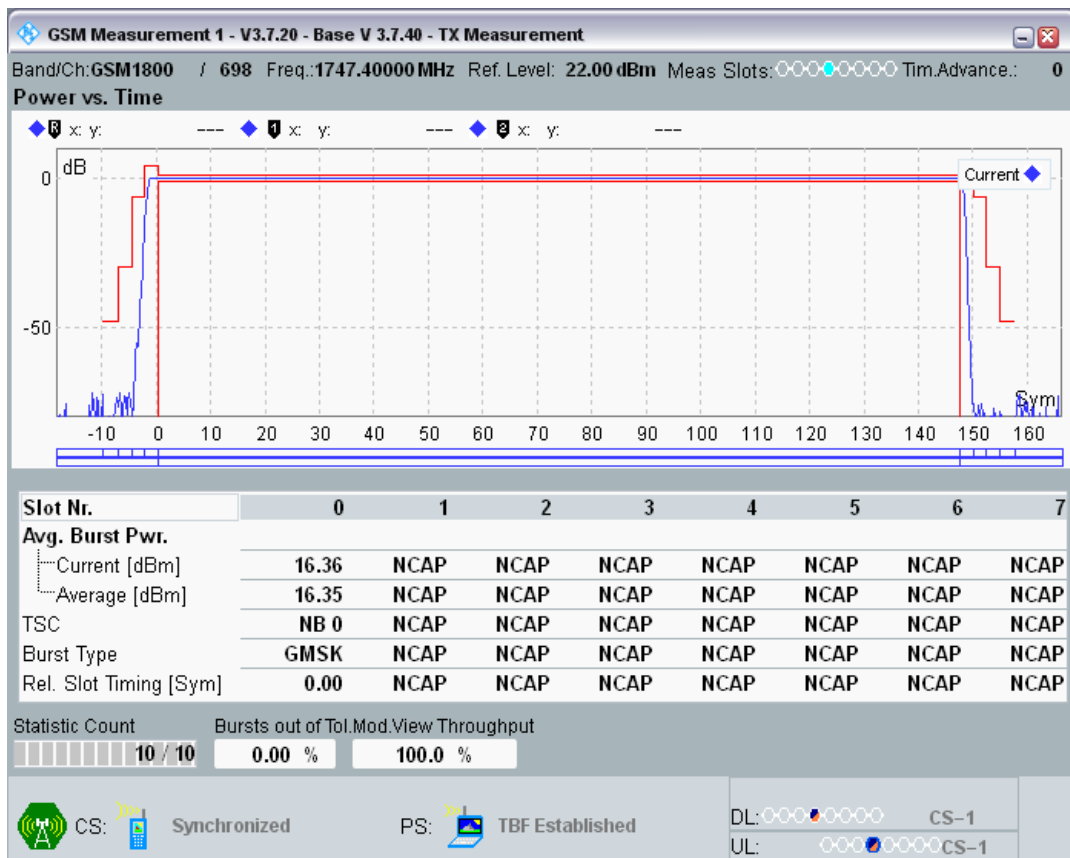 GSM Measurement 1 - V3.7.20 - Base V 3.7.40 - TX Measurement
Band/Ch:GSM1800 / 698 Freq.:1747.40000 MHz Ref. Level: 22.00 dBm Meas Slots: Tim.Advance.: 0
Power vs. Time
R x: y: --- 1 x: y: --- 2 x: y: ---
dB
0
Current
-50
Sym
-10 0 10 20 30 40 50 60 70 80 90 100 110 120 130 140 150 160
Slot Nr. 0 1 2 3 4 5 6 7
Avg. Burst Pwr.
Current [dBm] 16.36 NCAP NCAP NCAP NCAP NCAP NCAP NCAP
Average [dBm] 16.35 NCAP NCAP NCAP NCAP NCAP NCAP NCAP
TSC NB 0 NCAP NCAP NCAP NCAP NCAP NCAP NCAP
Burst Type GMSK NCAP NCAP NCAP NCAP NCAP NCAP NCAP
Rel. Slot Timing [Sym] 0.00 NCAP NCAP NCAP NCAP NCAP NCAP NCAP
Statistic Count Bursts out of Tol. Mod.View Throughput
10 / 10 0.00 % 100.0 %
CS: Synchronized PS: TBF Established
DL: CS-1
UL: CS-1